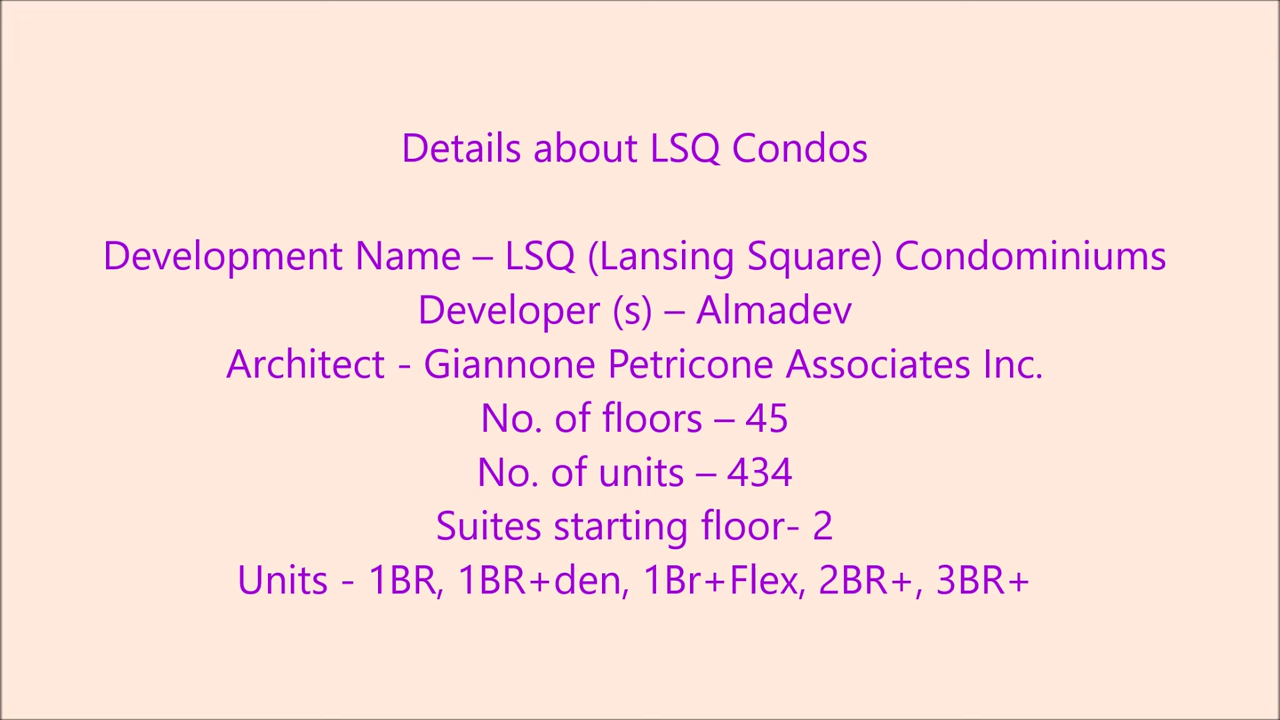 Details about LSQ Condos
Development Name – LSQ (Lansing Square) Condominiums
Developer (s) – Almadev
Architect - Giannone Petricone Associates Inc.
No. of floors – 45
No. of units – 434
Suites starting floor- 2
Units - 1BR, 1BR+den, 1Br+Flex, 2BR+, 3BR+